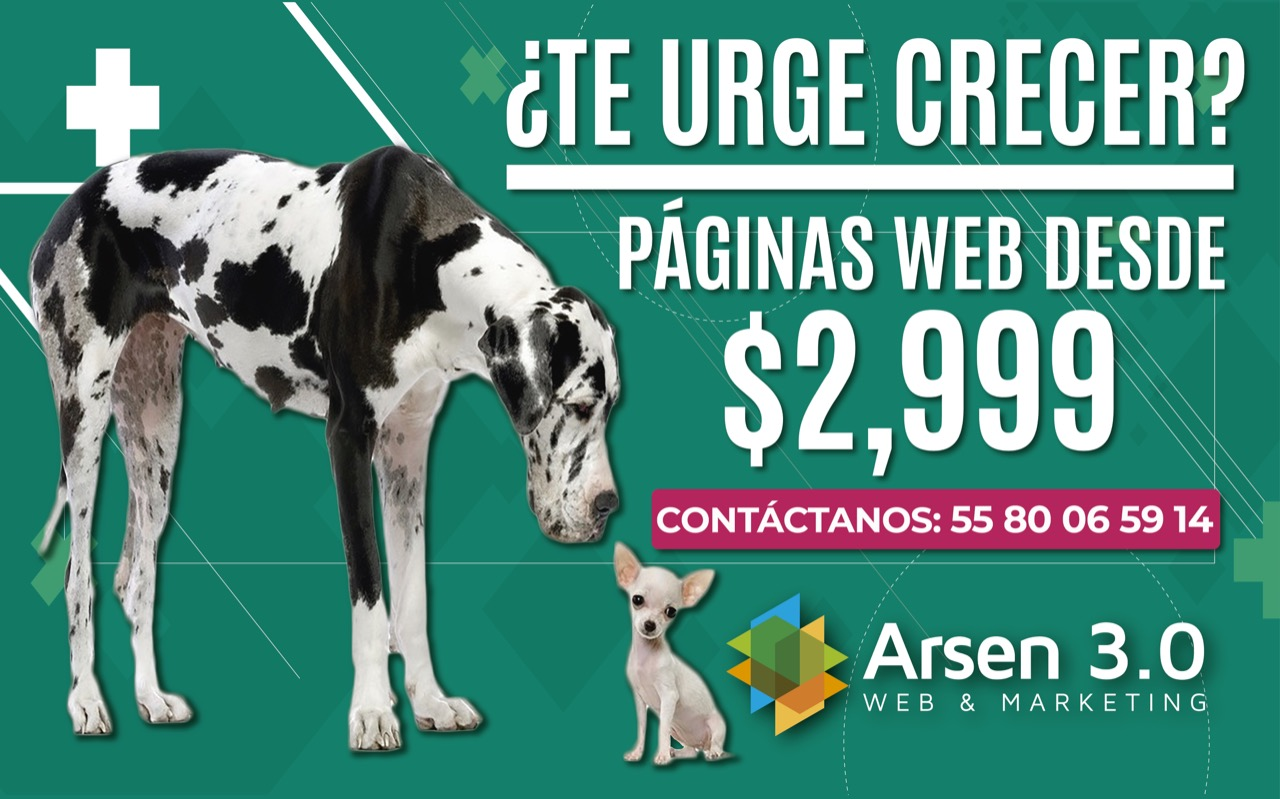 ¿TE URGE CRECER?
PÁGINAS WEB DESDE
$2,999
CONTÁCTANOS: 55 80 06 59 14
Arsen 3.0
WEB & MARKETING